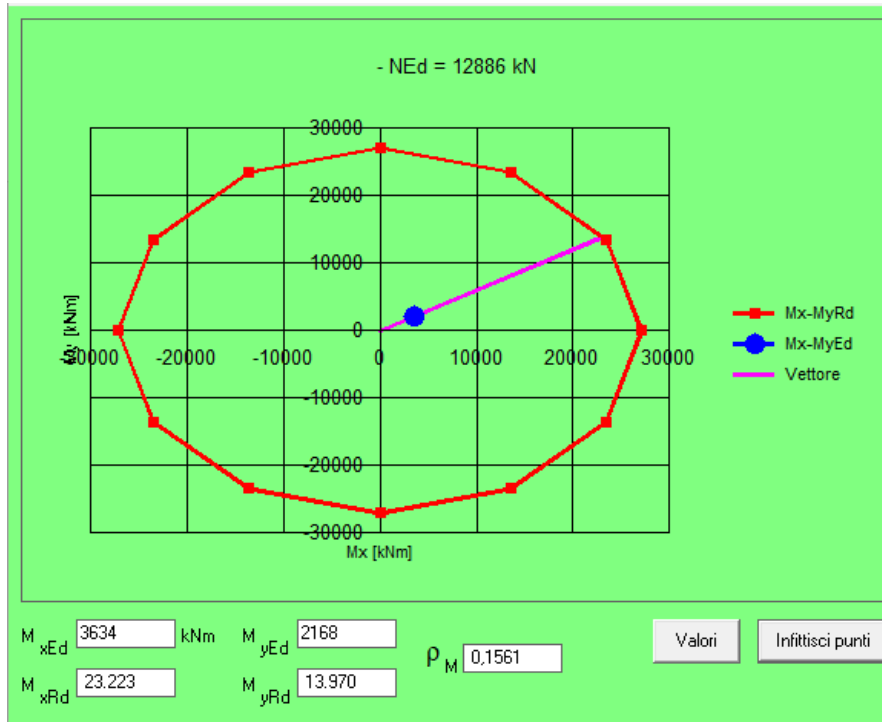 - NEd = 12886 kN
30000
20000
10000
0
-10000
-20000
-30000
-20000 -10000 0 10000 20000 30000
[kNm]
Mx [kNm]
Mx-MyRd
Mx-MyEd
Vettore
M xEd 3634 kNm M yEd 2168
M xRd 23.223 M yRd 13.970
ρ M 0,1561
Valori Infittisci punti